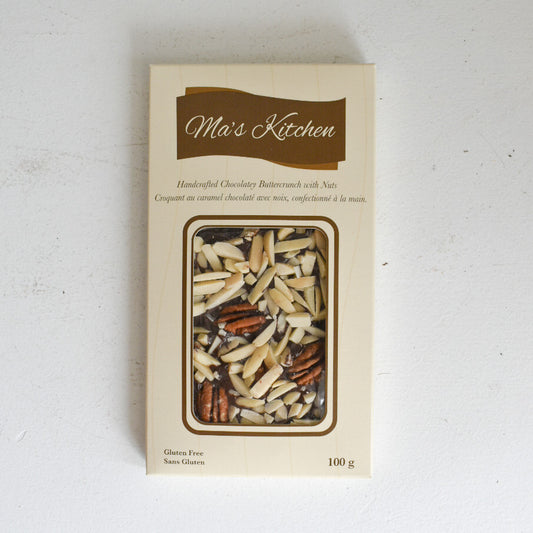 Ma's Kitchen
Handcrafted Chocolatey Buttercrunch with Nuts
Croquant au caramel chocolaté avec noix, confectionné à la main.
Gluten Free
Sans Gluten
100 g